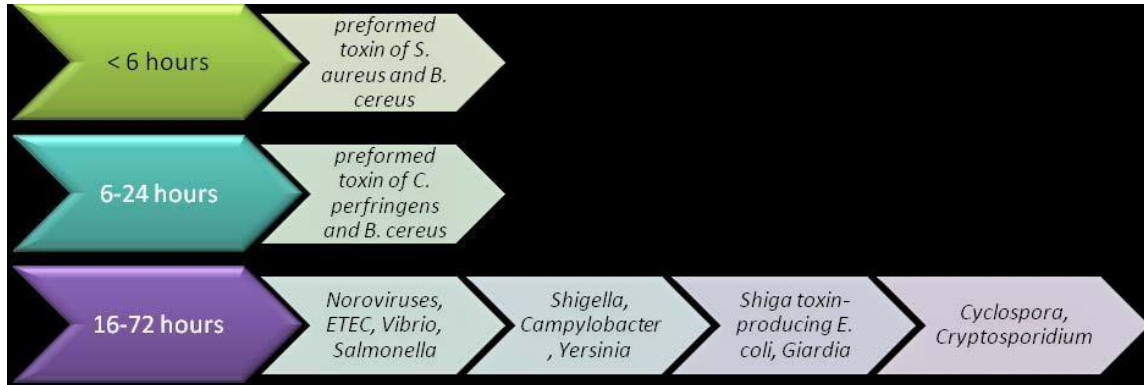 < 6 hours
preformed
toxin of S.
aureus and B.
cereus
6-24 hours
preformed
toxin of C.
perfringens
and B. cereus
16-72 hours
Noroviruses,
ETEC, Vibrio,
Salmonella
Shigella,
Campylobacter
, Yersinia
Shiga toxin-
producing E.
coli, Giardia
Cyclospora,
Cryptosporidium